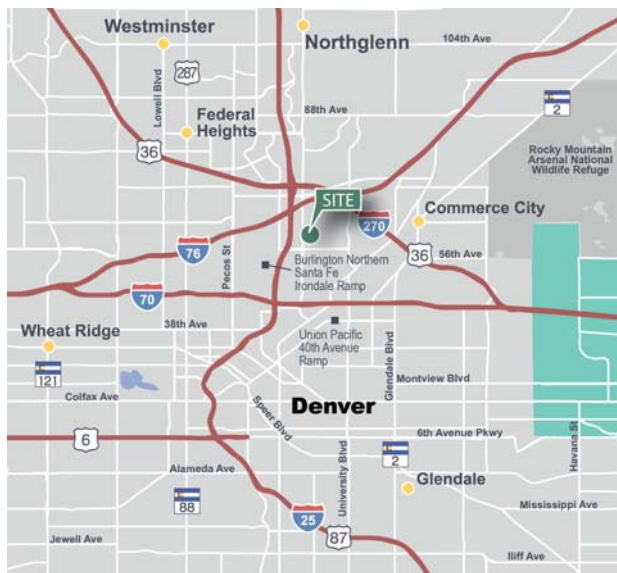 Westminster
Northglenn
104th Ave
Lowell Blvd
287
88th Ave
2
Federal
Heights
36
Rocky Mountain
Arsenal National
Wildlife Refuge
SITE
270
Commerce City
76
Pecos St
Burlington Northern
Santa Fe
Irondale Ramp
36
56th Ave
70
38th Ave
Wheat Ridge
Union Pacific
40th Avenue
Ramp
Glendale Blvd
121
Montview Blvd
Colfax Ave
Denver
Speer Blvd
6
6th Avenue Pkwy
Havana St
Alameda Ave
University Blvd
2
Glendale
88
Mississippi Ave
25
87
Jewell Ave
Iliff Ave